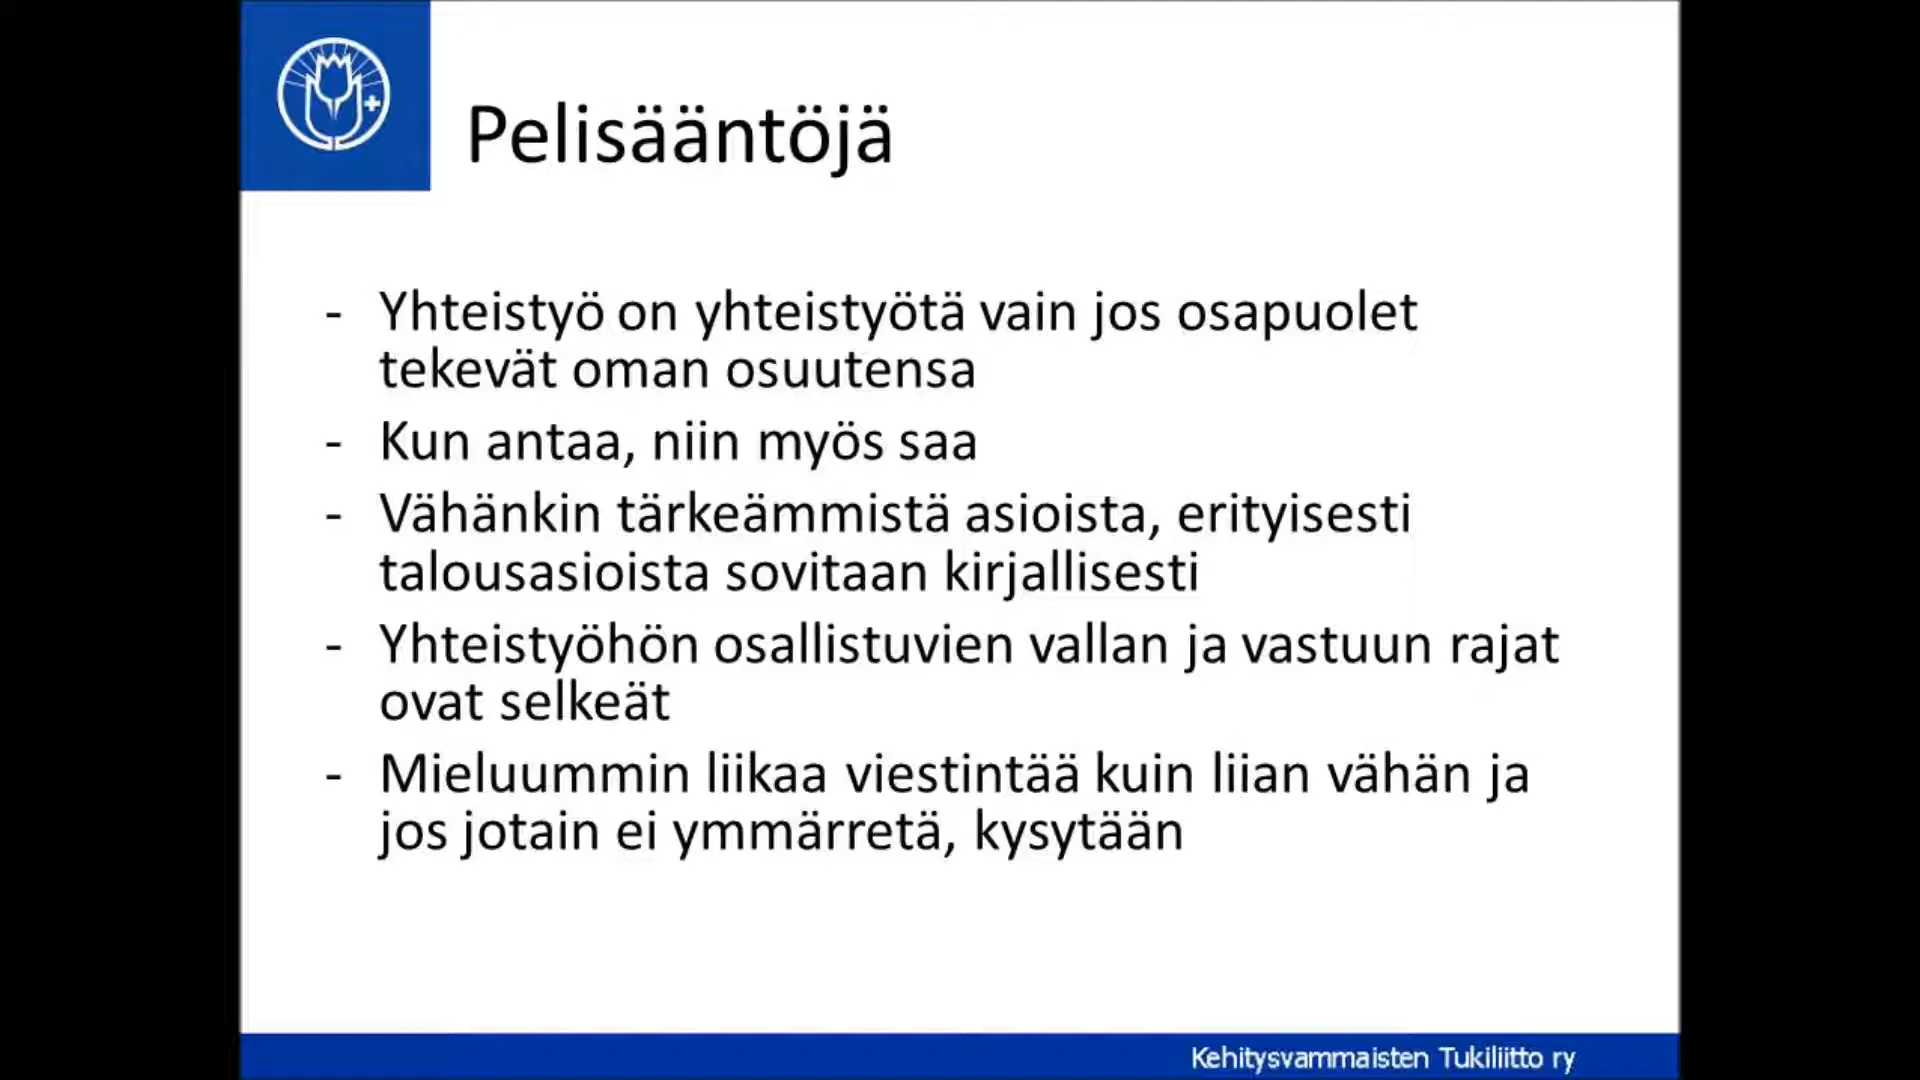 Pelisääntöjä
- Yhteistyö on yhteistyötä vain jos osapuolet
tekevät oman osuutensa
- Kun antaa, niin myös saa
- Vähänkin tärkeämmistä asioista, erityisesti
talousasioista sovitaan kirjallisesti
- Yhteistyöhön osallistuvien vallan ja vastuun rajat
ovat selkeät
- Mieluummin liikaa viestintää kuin liian vähän ja
jos jotain ei ymmärretä, kysytään
Kehitysvammaisten Tukiliitto ry